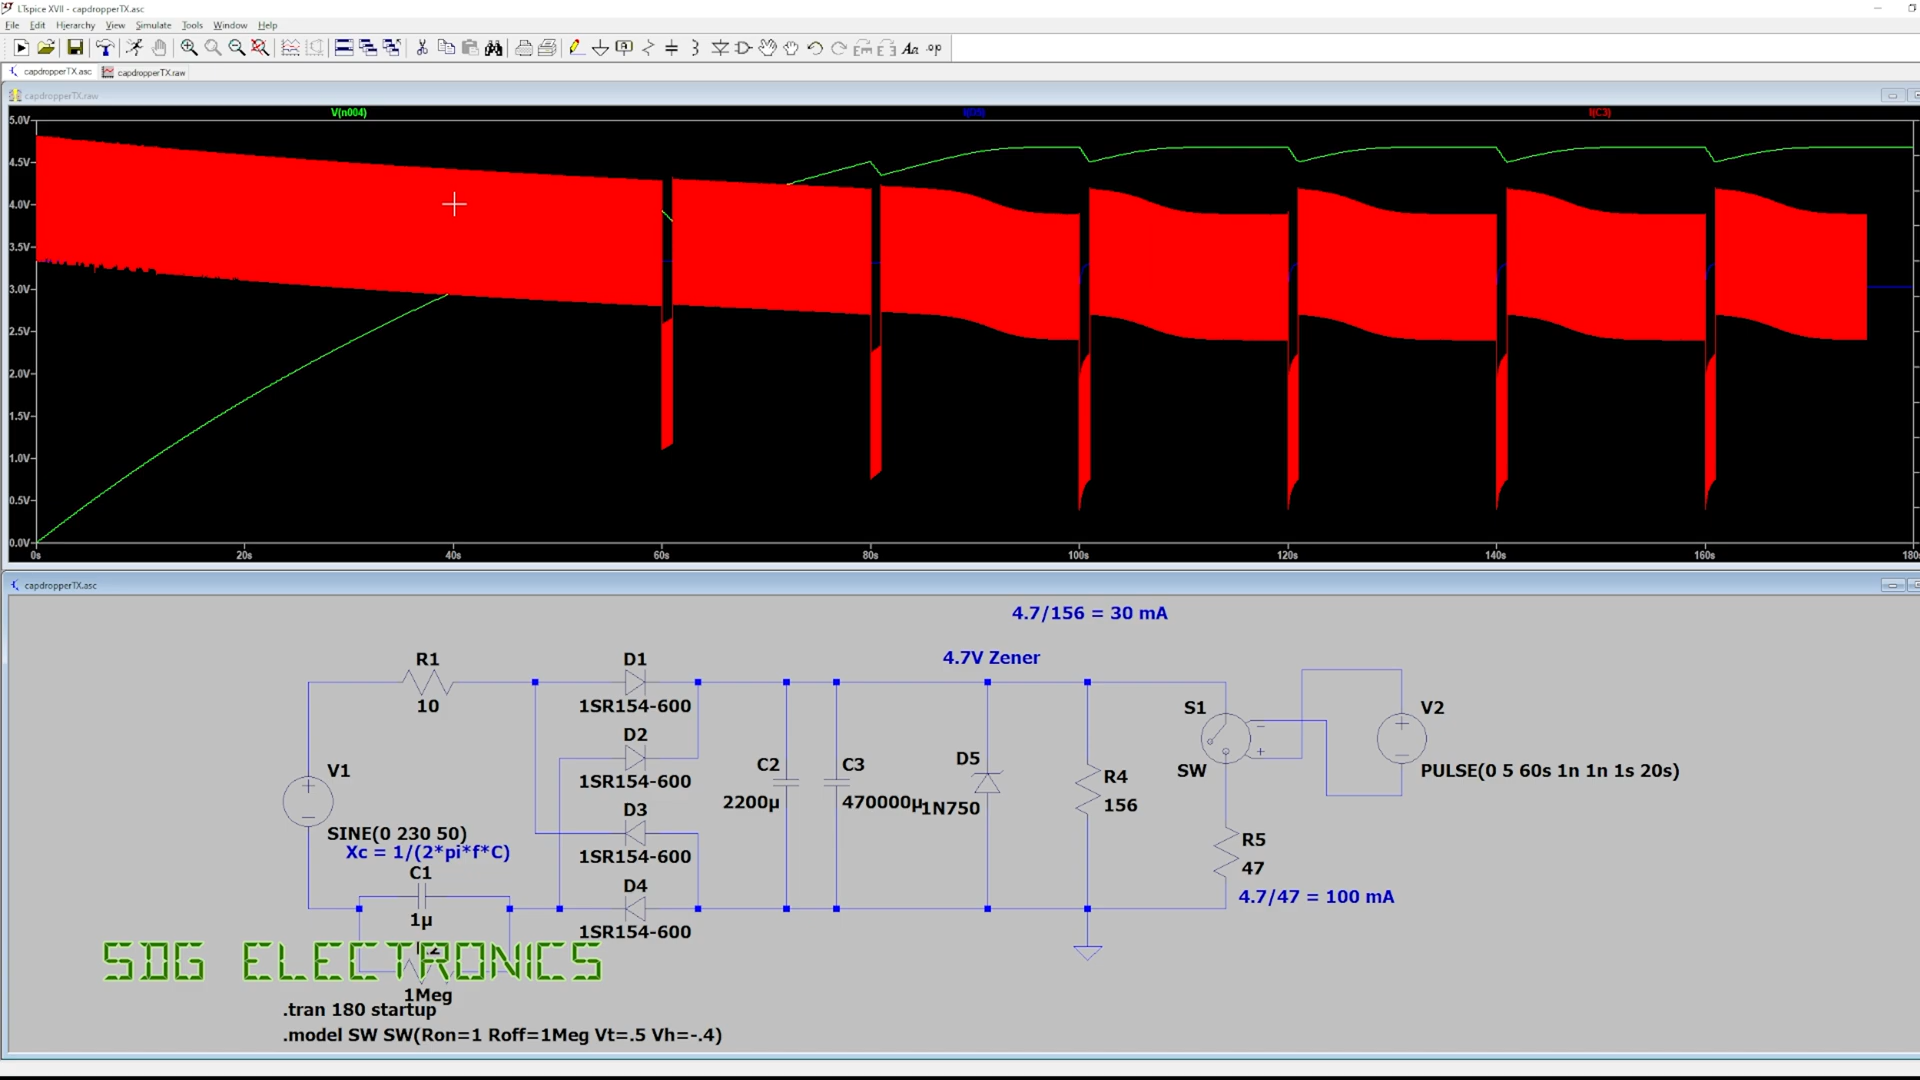 LTspice XVII - capdropperTX.asc
File Edit Hierarchy View Simulate Tools Window Help
capdropperTX.asc capdropperTX.raw
capdropperTX.raw
V(n004) I(D5) I(C3)
5.0V
4.5V
4.0V
3.5V
3.0V
2.5V
2.0V
1.5V
1.0V
0.5V
0.0V
0s 20s 40s 60s 80s 100s 120s 140s 160s 180s
capdropperTX.asc
4.7/156 = 30 mA
4.7V Zener
R1
10
D1
1SR154-600
D2
1SR154-600
D3
1SR154-600
D4
1SR154-600
V1
SINE(0 230 50)
Xc = 1/(2*pi*f*C)
C1
1µ
1Meg
C2
2200µ
C3
470000µ
D5
1N750
R4
156
S1
SW
V2
PULSE(0 5 60s 1n 1n 1s 20s)
R5
47
4.7/47 = 100 mA
SDG ELECTRONICS
.tran 180 startup
.model SW SW(Ron=1 Roff=1Meg Vt=.5 Vh=-.4)